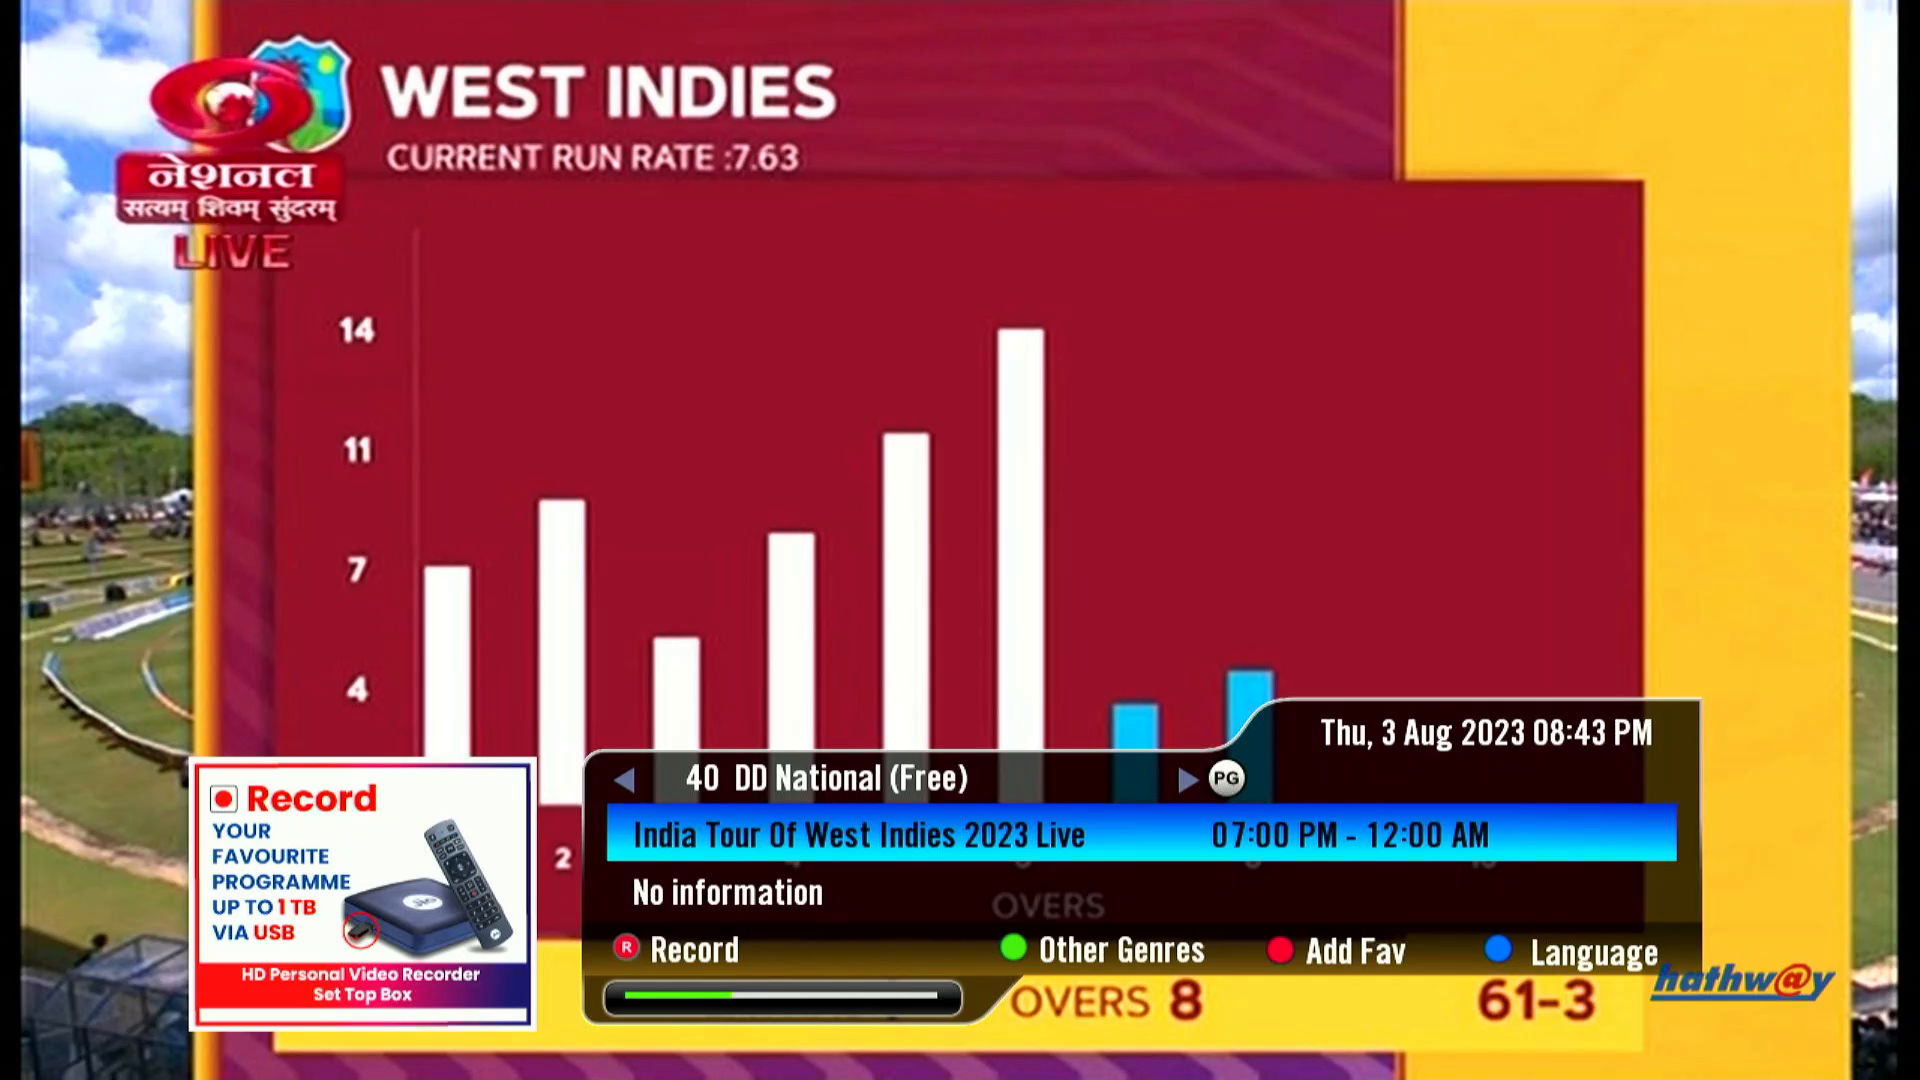 WEST INDIES
CURRENT RUN RATE :7.63
नेशनल
सत्यम् शिवम् सुंदरम्
LIVE
14
11
7
4
2
OVERS
Thu, 3 Aug 2023 08:43 PM
40 DD National (Free)
PG
India Tour Of West Indies 2023 Live 07:00 PM - 12:00 AM
No information
R Record
Other Genres
Add Fav
Language
Record
YOUR
FAVOURITE
PROGRAMME
UP TO 1 TB
VIA USB
HD Personal Video Recorder
Set Top Box
OVERS 8
61-3
hathw@y